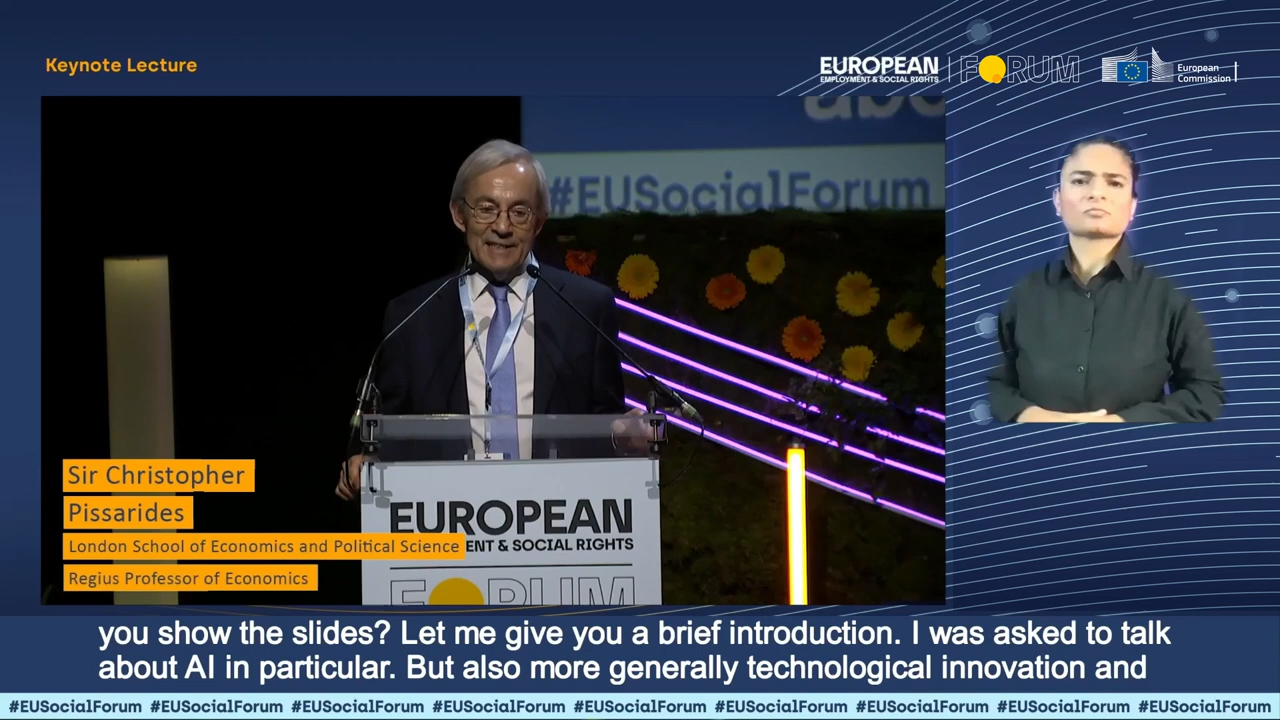 Keynote Lecture
EUROPEAN
EMPLOYMENT & SOCIAL RIGHTS
FORUM
European
Commission
#EUSocialForum
Sir Christopher
Pissarides
London School of Economics and Political Science
Regius Professor of Economics
EUROPEAN
ENT & SOCIAL RIGHTS
FORUM
you show the slides? Let me give you a brief introduction. I was asked to talk
about AI in particular. But also more generally technological innovation and
#EUSocialForum #EUSocialForum #EUSocialForum #EUSocialForum #EUSocialForum #EUSocialForum #EUSocialForum #EUSocialForum #EUSocialForum